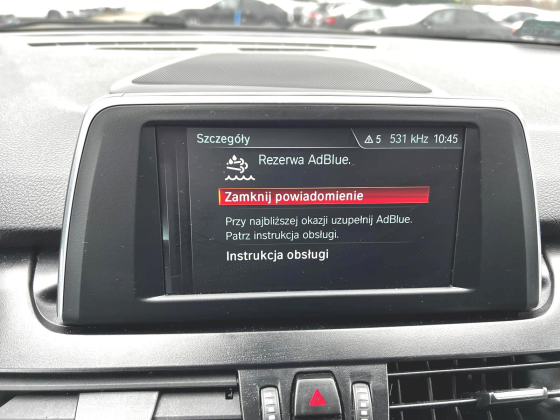 Szczegóły 5 531 kHz 10:45
Rezerwa AdBlue.
Zamknij powiadomienie
Przy najbliższej okazji uzupełnij AdBlue.
Patrz instrukcja obsługi.
Instrukcja obsługi